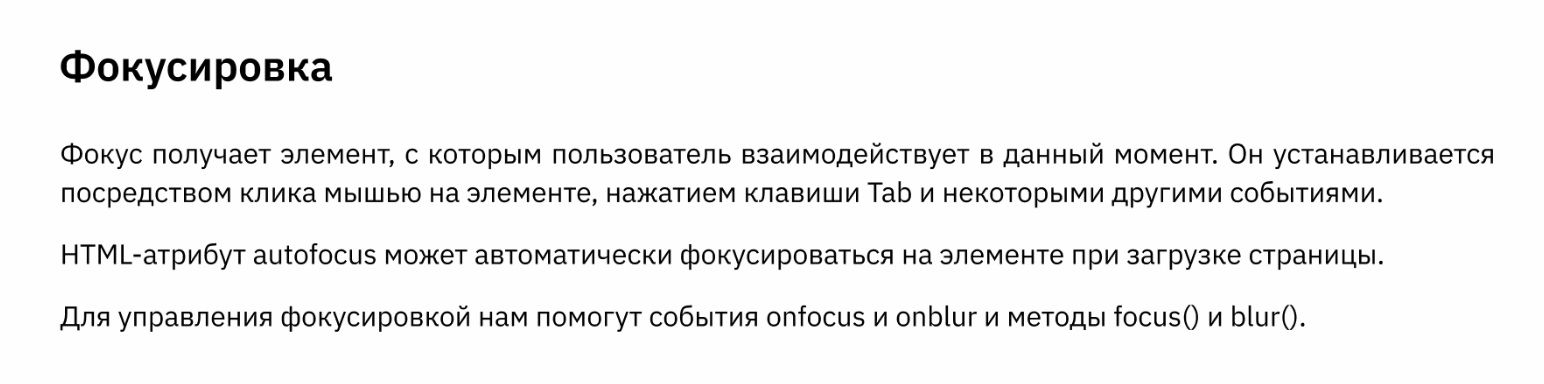 Фокусировка
Фокус получает элемент, с которым пользователь взаимодействует в данный момент. Он устанавливается
посредством клика мышью на элементе, нажатием клавиши Tab и некоторыми другими событиями.
HTML-атрибут autofocus может автоматически фокусироваться на элементе при загрузке страницы.
Для управления фокусировкой нам помогут события onfocus и onblur и методы focus() и blur().